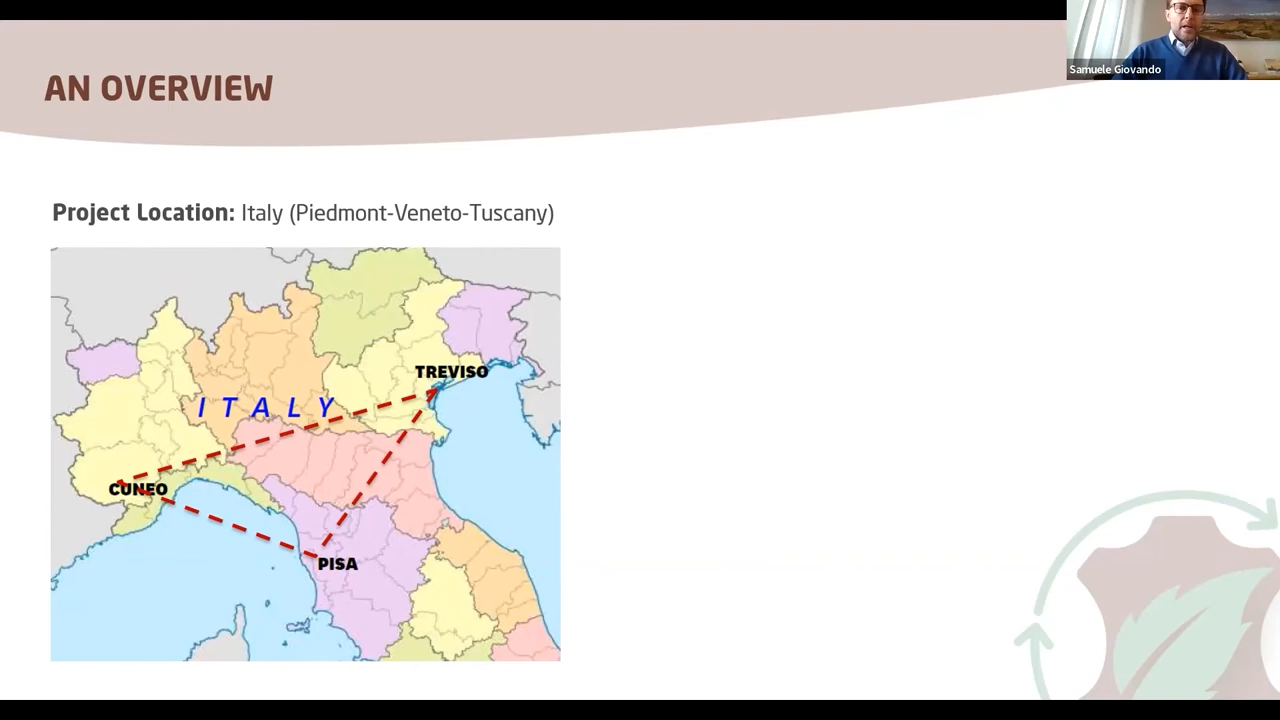 Samuele Giovando
AN OVERVIEW
Project Location: Italy (Piedmont-Veneto-Tuscany)
TREVISO
ITALY
CUNEO
PISA